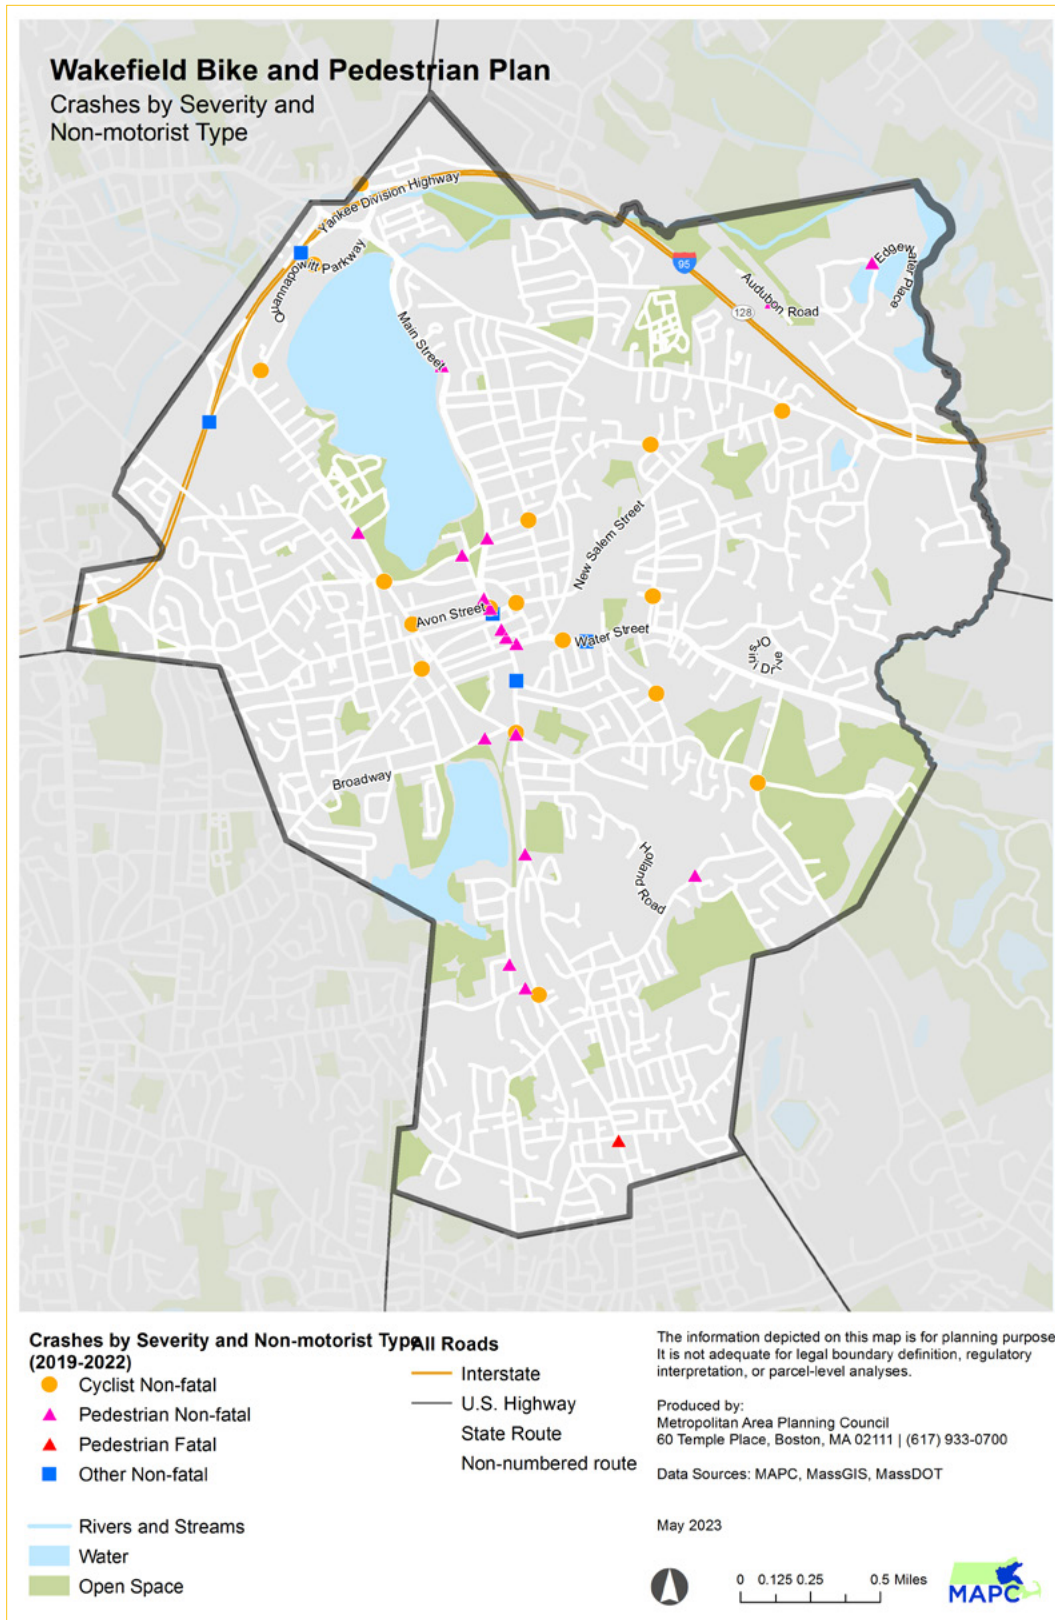 Wakefield Bike and Pedestrian Plan
Crashes by Severity and
Non-motorist Type
Yankee Division Highway
Quannapowitt Parkway
Main Street
95
128
Audubon Road
Edgewater Place
New Salem Street
Avon Street
Water Street
Orsini Drive
Broadway
Holland Road
Crashes by Severity and Non-motorist Type
(2019-2022)
Cyclist Non-fatal
Pedestrian Non-fatal
Pedestrian Fatal
Other Non-fatal
Rivers and Streams
Water
Open Space
All Roads
Interstate
U.S. Highway
State Route
Non-numbered route
The information depicted on this map is for planning purpose
It is not adequate for legal boundary definition, regulatory
interpretation, or parcel-level analyses.
Produced by:
Metropolitan Area Planning Council
60 Temple Place, Boston, MA 02111 | (617) 933-0700
Data Sources: MAPC, MassGIS, MassDOT
May 2023
0 0.125 0.25 0.5 Miles
MAPC